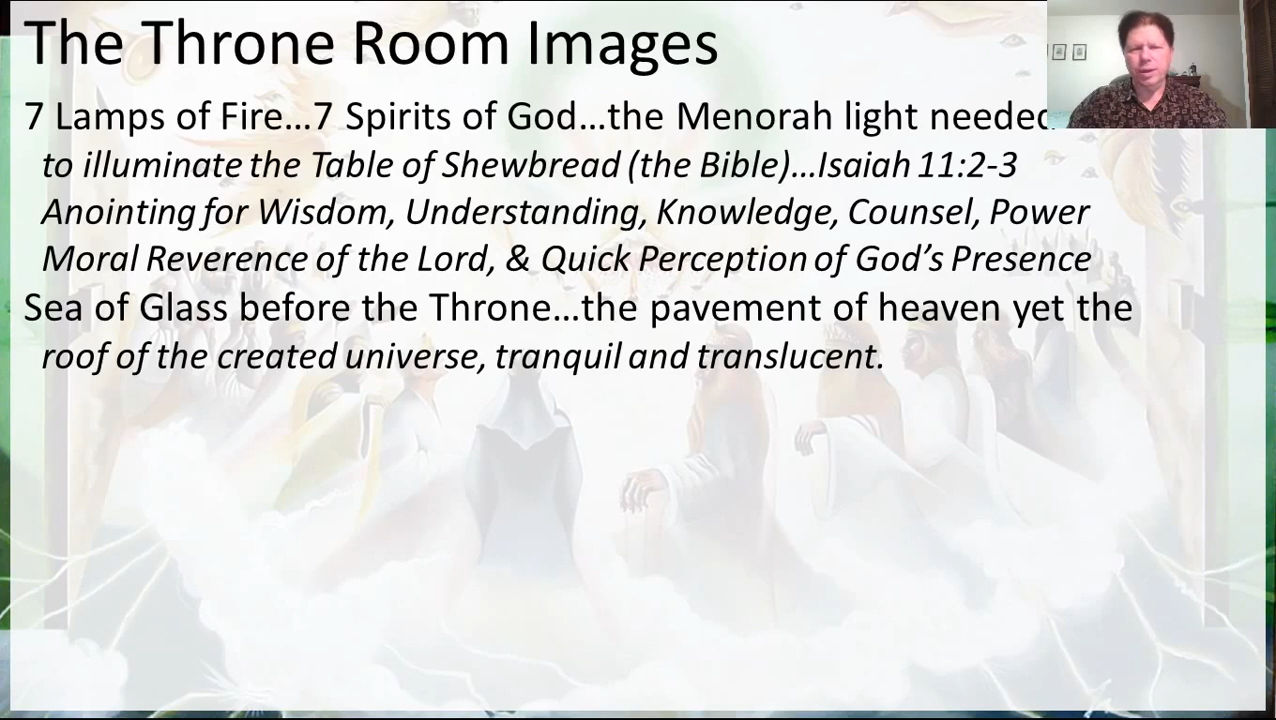 The Throne Room Images
7 Lamps of Fire...7 Spirits of God...the Menorah light needed
to illuminate the Table of Shewbread (the Bible)...Isaiah 11:2-3
Anointing for Wisdom, Understanding, Knowledge, Counsel, Power
Moral Reverence of the Lord, & Quick Perception of God's Presence
Sea of Glass before the Throne...the pavement of heaven yet the
roof of the created universe, tranquil and translucent.